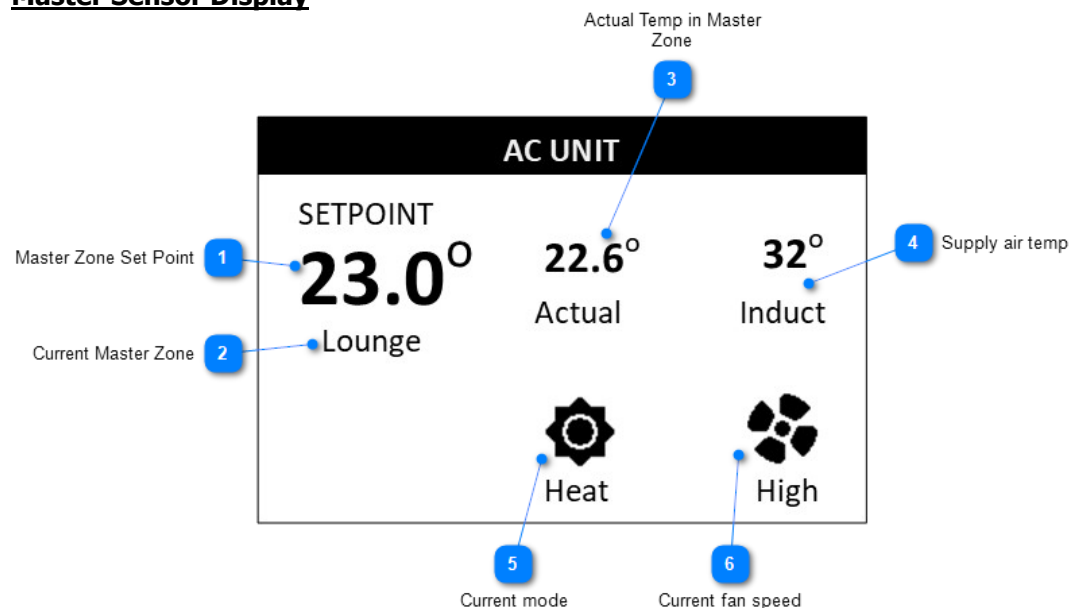 Master Sensor Display
Actual Temp in Master
Zone
3
AC UNIT
SETPOINT
Master Zone Set Point 1
23.0°
22.6°
32°
4 Supply air temp
Actual
Induct
Current Master Zone 2
Lounge
Heat
High
5
6
Current mode
Current fan speed